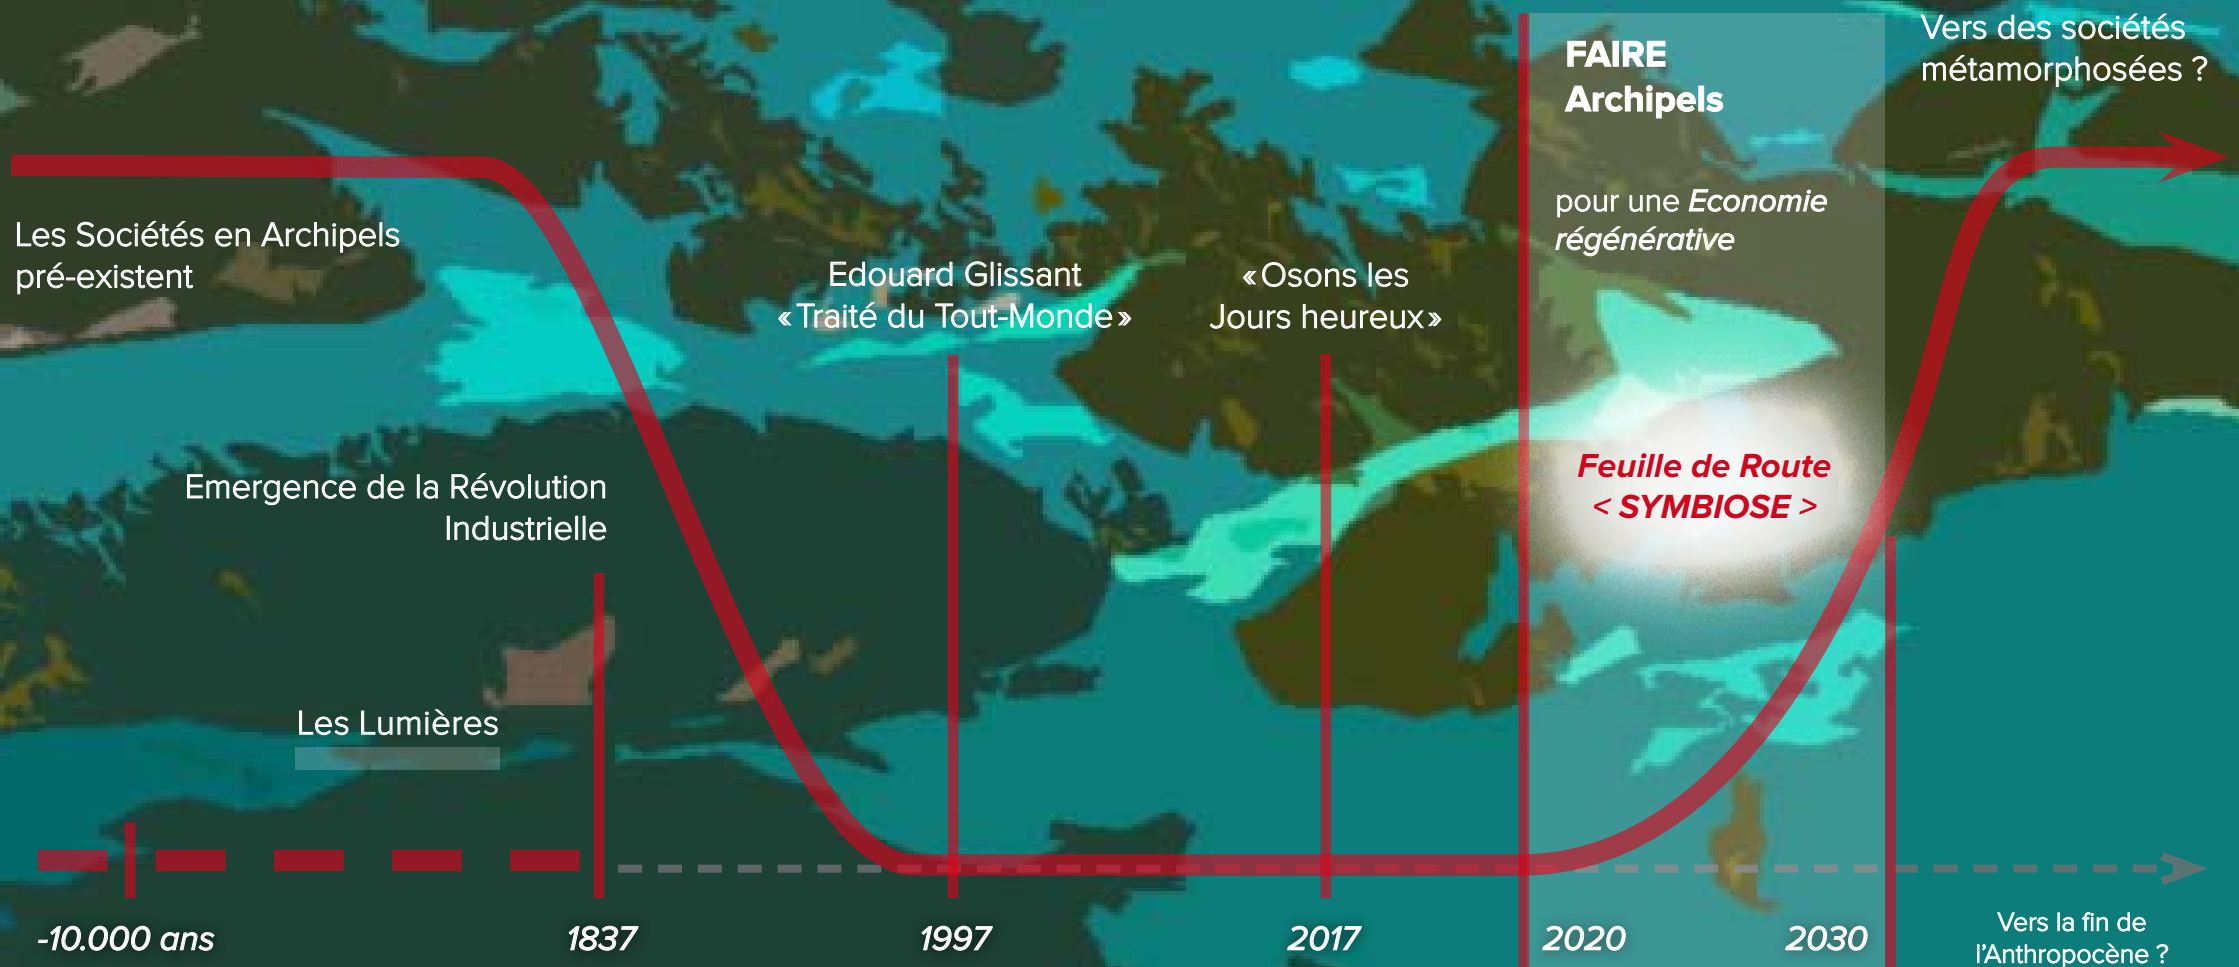 Vers des sociétés
métamorphosées ?
FAIRE
Archipels
pour une Economie
régénérative
Les Sociétés en Archipels
pré-existent
Edouard Glissant
« Traité du Tout-Monde »
« Osons les
Jours heureux »
Feuille de Route
< SYMBIOSE >
Emergence de la Révolution
Industrielle
Les Lumières
-10.000 ans
1837
1997
2017
2020
2030
Vers la fin de
l'Anthropocène ?